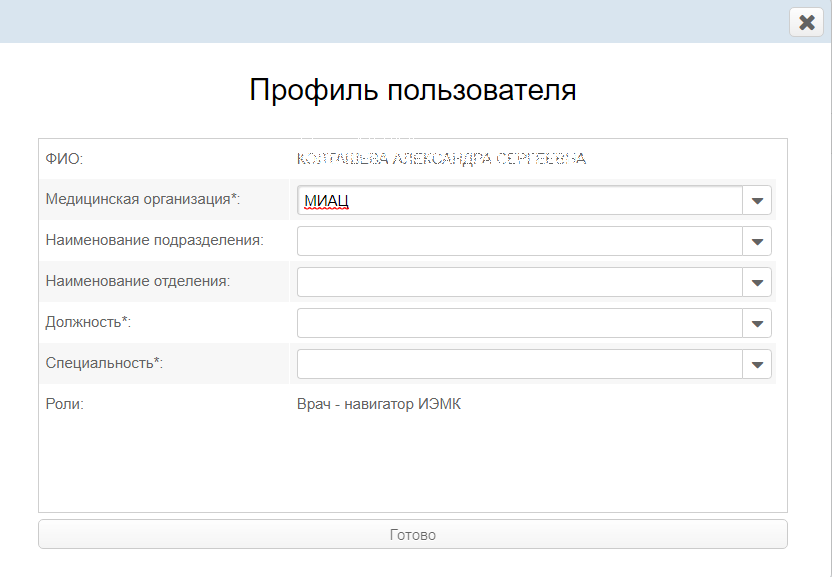 Профиль пользователя
ФИО: АЛЕКСАНДРА СЕРГЕЕВНА
Медицинская организация*: МИАЦ
Наименование подразделения:
Наименование отделения:
Должность*:
Специальность*:
Роли: Врач - навигатор ИЭМК
Готово